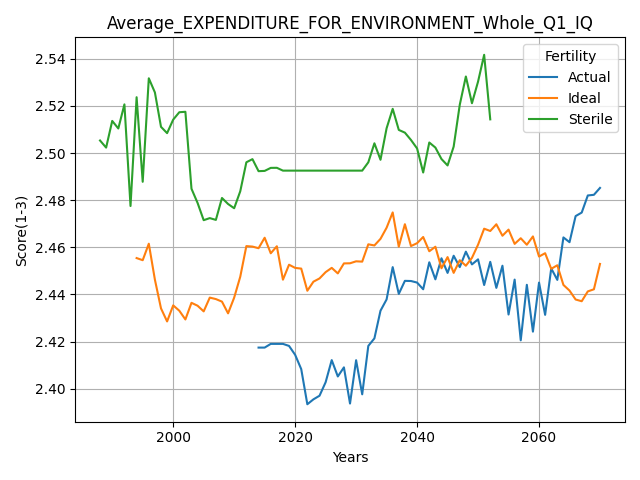 Average_EXPENDITURE_FOR_ENVIRONMENT_Whole_Q1_IQ
Fertility
Actual
Ideal
Sterile
Score(1-3)
2.54
2.52
2.50
2.48
2.46
2.44
2.42
2.40
2000
2020
2040
2060
Years